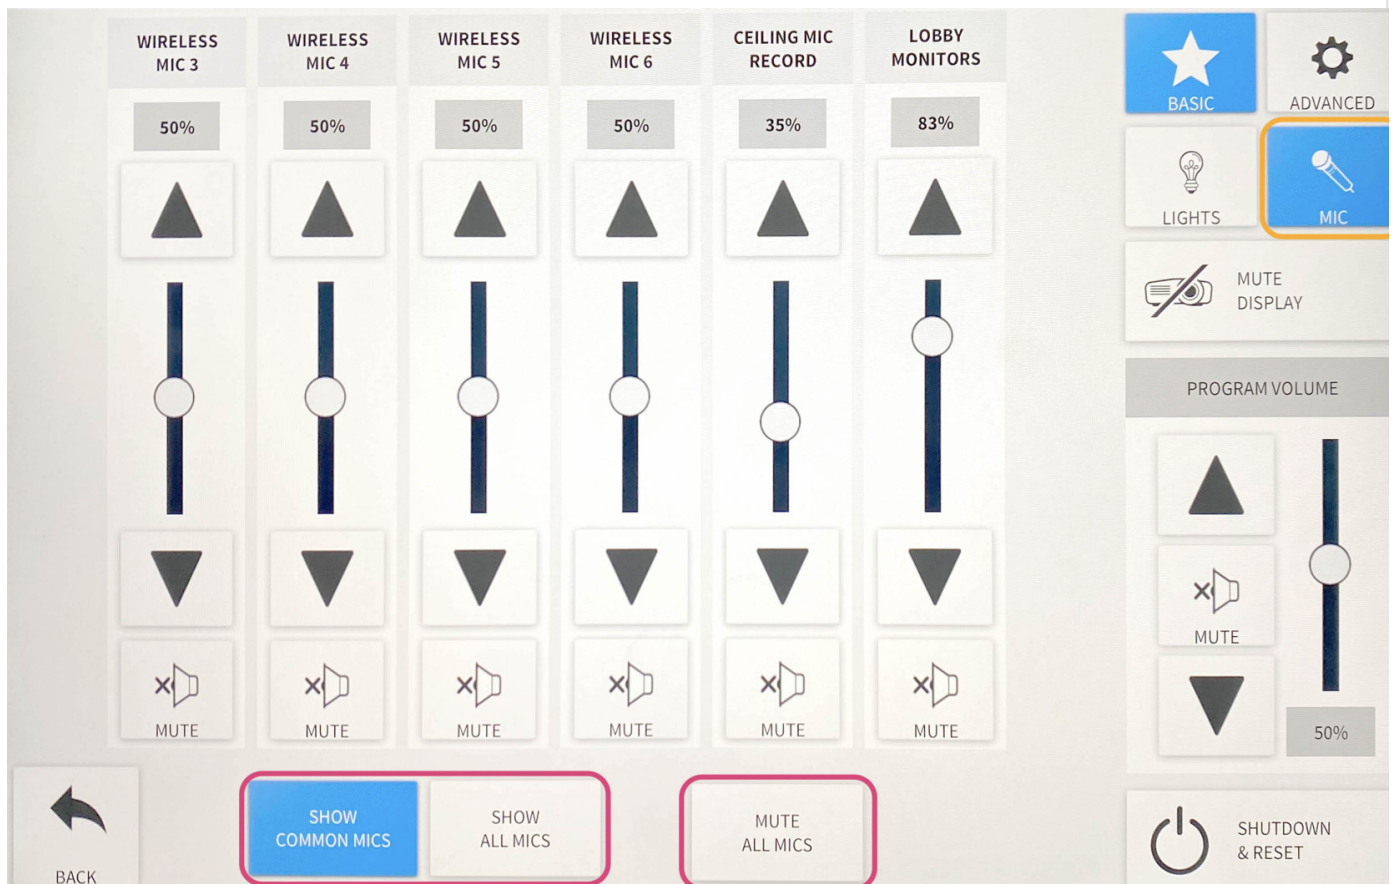 WIRELESS
MIC 3
WIRELESS
MIC 4
WIRELESS
MIC 5
WIRELESS
MIC 6
CEILING MIC
RECORD
LOBBY
MONITORS
50%
50%
50%
50%
35%
83%
MUTE
MUTE
MUTE
MUTE
MUTE
MUTE
BACK
SHOW
COMMON MICS
SHOW
ALL MICS
MUTE
ALL MICS
BASIC
ADVANCED
LIGHTS
MIC
MUTE
DISPLAY
PROGRAM VOLUME
MUTE
50%
SHUTDOWN
& RESET